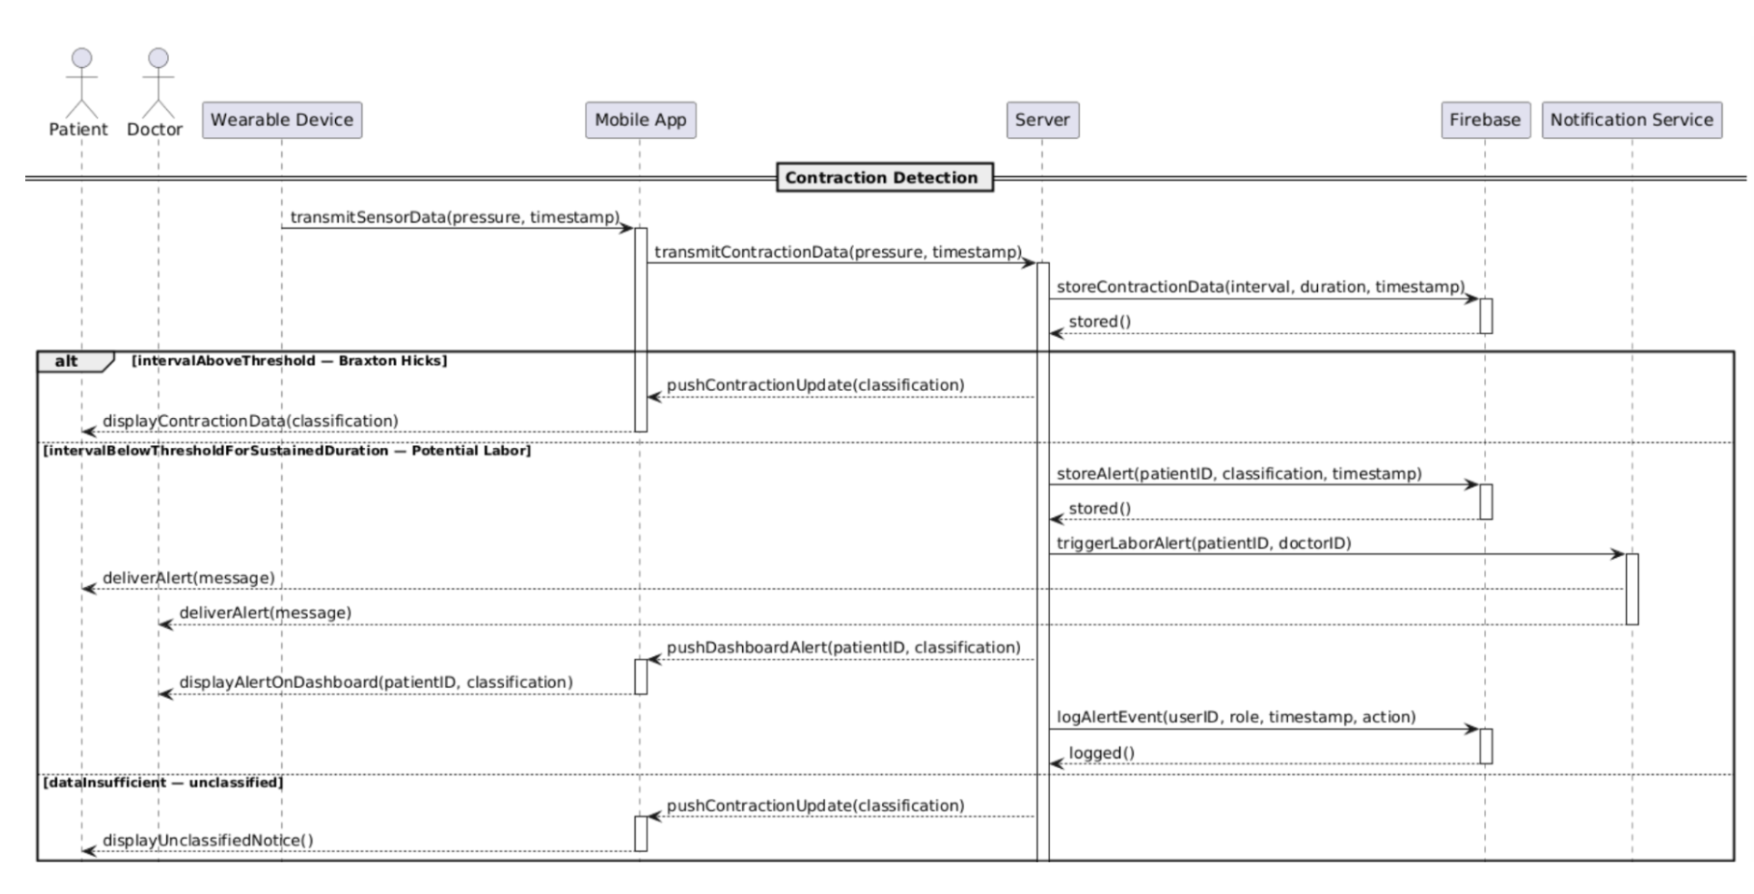 Patient
Doctor
Wearable Device
Mobile App
Server
Firebase
Notification Service
Contraction Detection
transmitSensorData(pressure, timestamp)
transmitContractionData(pressure, timestamp)
storeContractionData(interval, duration, timestamp)
stored()
alt
[intervalAboveThreshold — Braxton Hicks]
pushContractionUpdate(classification)
displayContractionData(classification)
[intervalBelowThresholdForSustainedDuration — Potential Labor]
storeAlert(patientID, classification, timestamp)
stored()
triggerLaborAlert(patientID, doctorID)
deliverAlert(message)
deliverAlert(message)
pushDashboardAlert(patientID, classification)
displayAlertOnDashboard(patientID, classification)
logAlertEvent(userID, role, timestamp, action)
logged()
[dataInsufficient — unclassified]
pushContractionUpdate(classification)
displayUnclassifiedNotice()